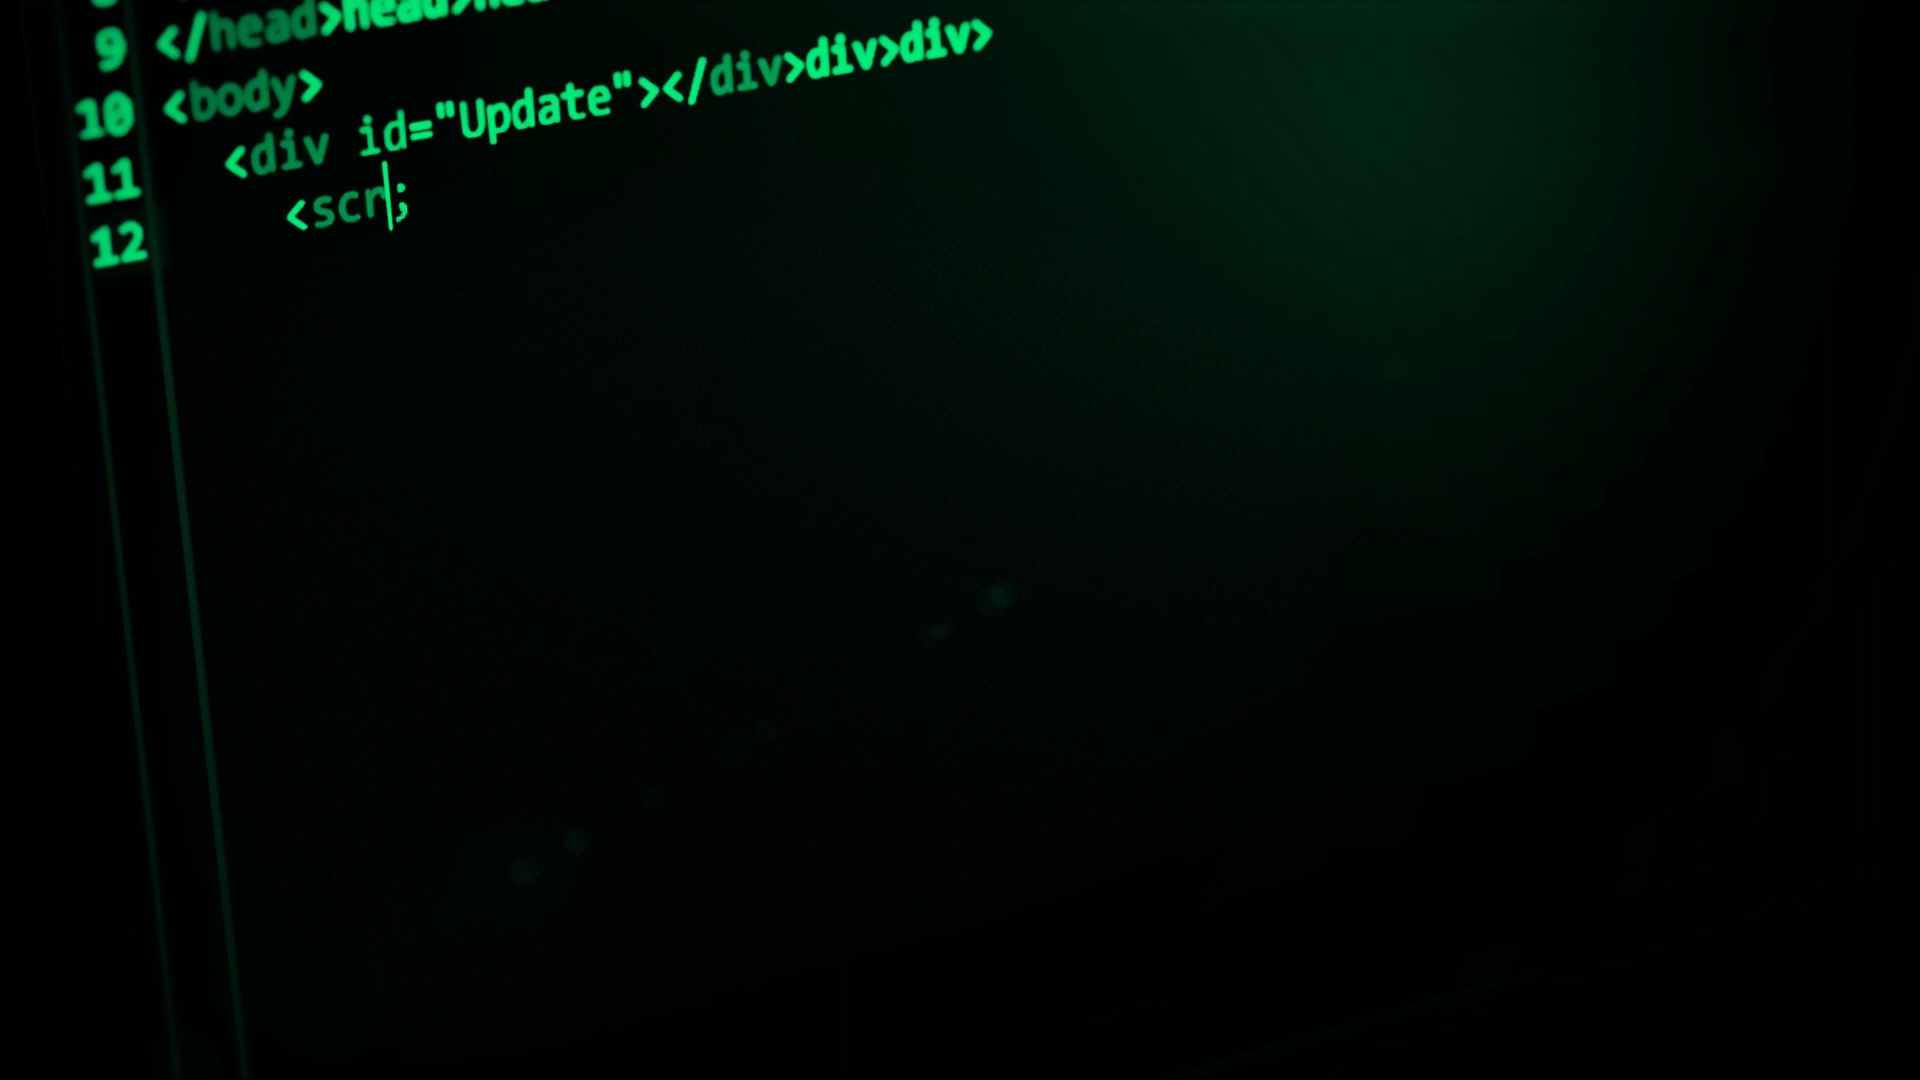 9 </head>head>
10 <body>
11 <div id="Update"></div>div>div>
12 <scr;